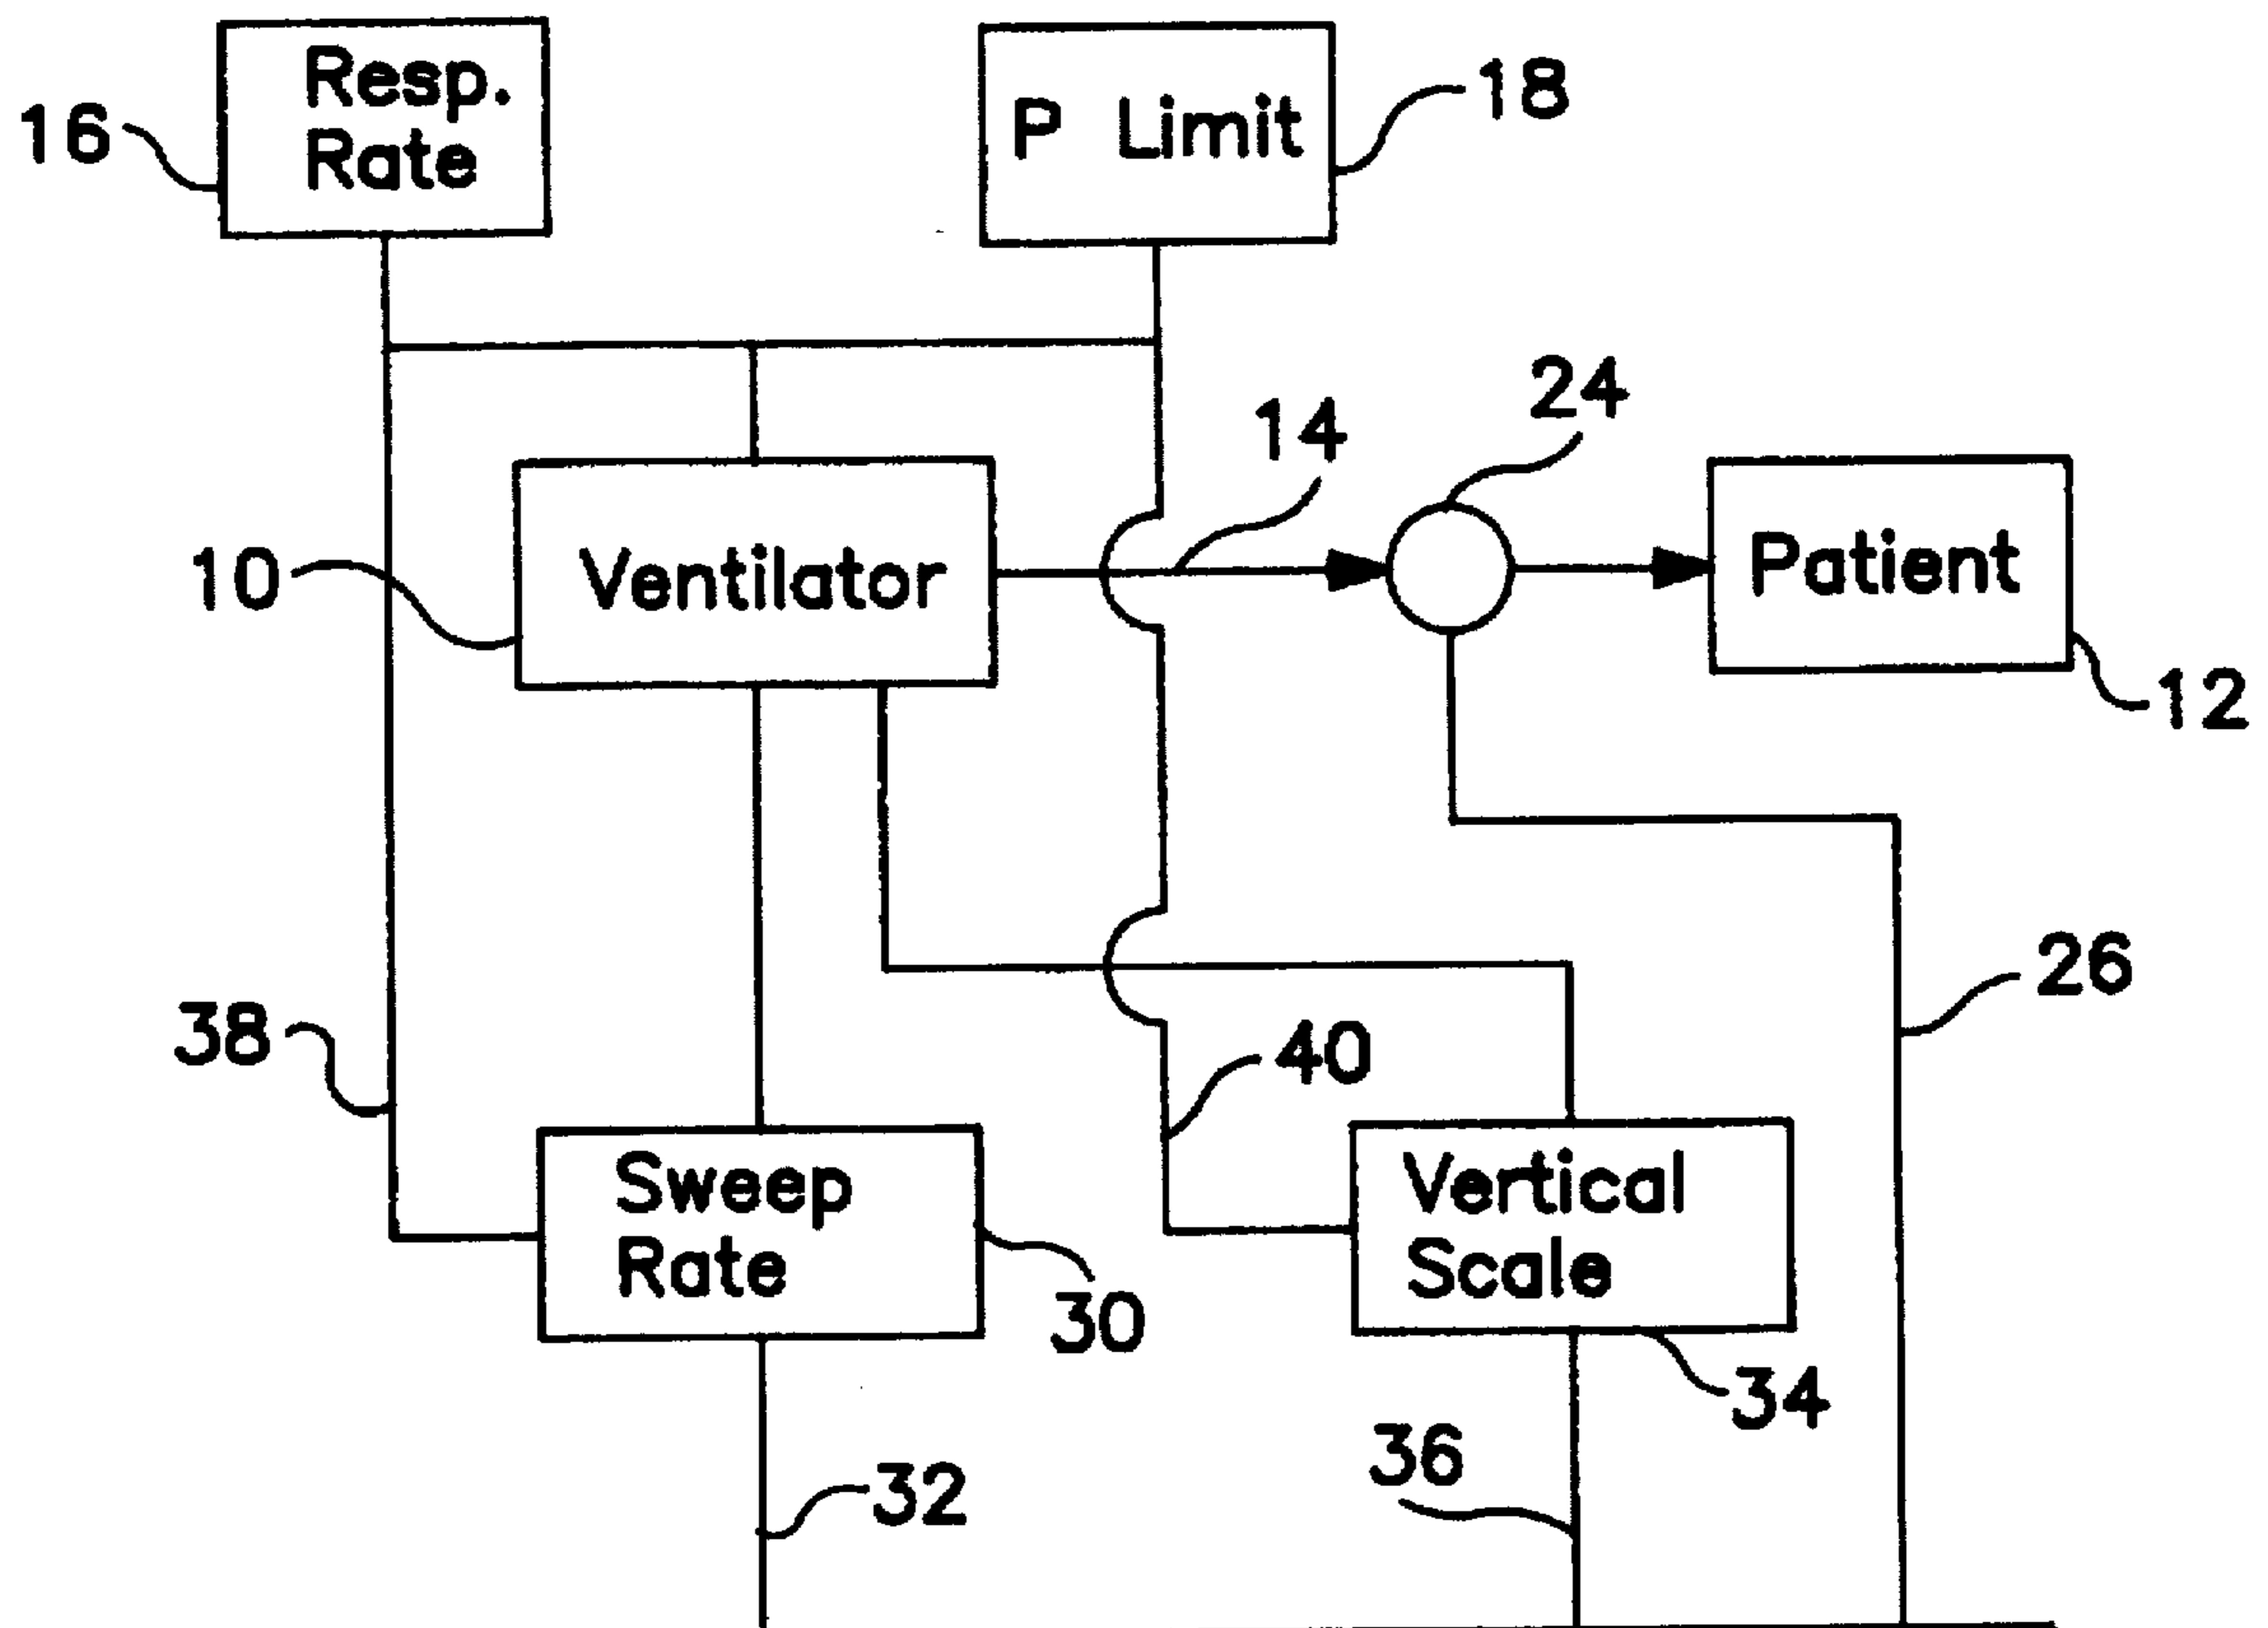 Resp.
Rate
P Limit
16
18
24
14
Ventilator
Patient
10
12
26
38
40
Sweep
Rate
Vertical
Scale
30
34
36
32